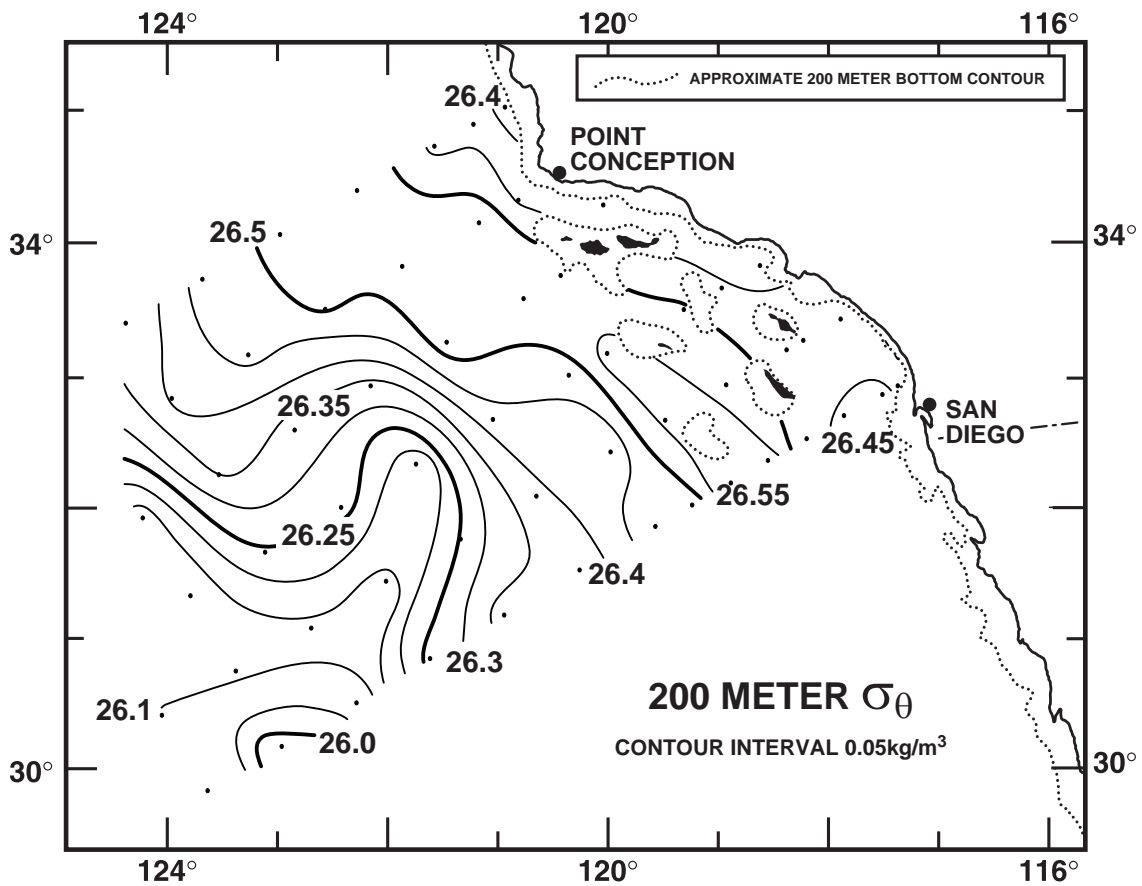 124°
120°
116°
APPROXIMATE 200 METER BOTTOM CONTOUR
26.4
POINT
CONCEPTION
34°
26.5
34°
26.35
SAN
DIEGO
26.45
26.55
26.25
26.4
26.3
200 METER σθ
26.1
CONTOUR INTERVAL 0.05kg/m³
26.0
30°
30°
124°
120°
116°